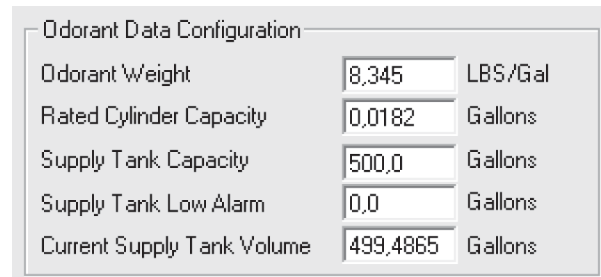 Odorant Data Configuration
Odorant Weight 8,345 LBS/Gal
Rated Cylinder Capacity 0,0182 Gallons
Supply Tank Capacity 500,0 Gallons
Supply Tank Low Alarm 0,0 Gallons
Current Supply Tank Volume 499,4865 Gallons